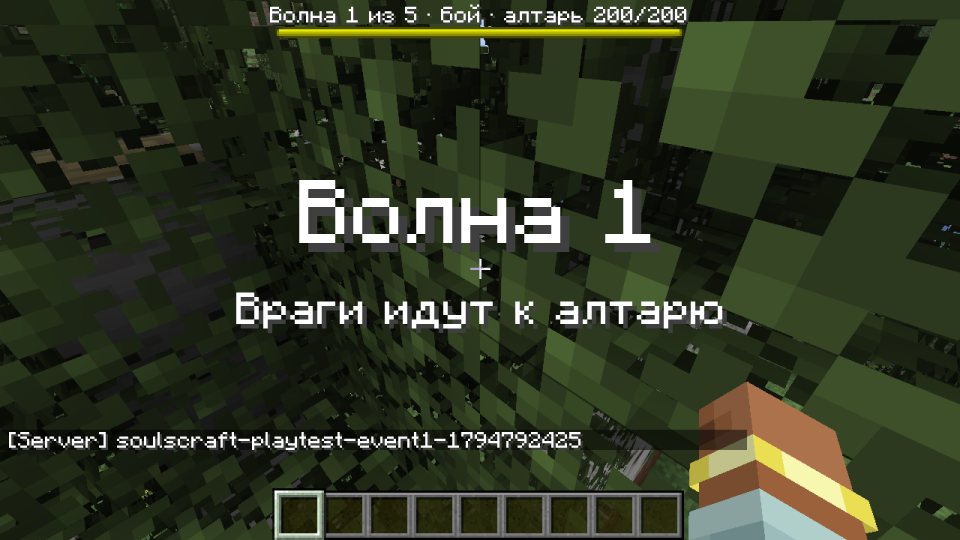 Волна 1 из 5 · бой · алтарь 200/200
Волна 1
Враги идут к алтарю
[Server] soulscraft-playtest-event1-1794792425